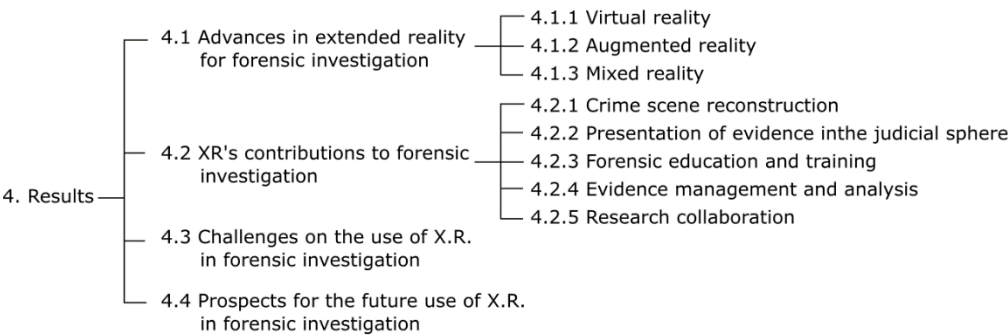 4. Results
4.1 Advances in extended reality
for forensic investigation
4.1.1 Virtual reality
4.1.2 Augmented reality
4.1.3 Mixed reality
4.2 XR's contributions to forensic
investigation
4.2.1 Crime scene reconstruction
4.2.2 Presentation of evidence inthe judicial sphere
4.2.3 Forensic education and training
4.2.4 Evidence management and analysis
4.2.5 Research collaboration
4.3 Challenges on the use of X.R.
in forensic investigation
4.4 Prospects for the future use of X.R.
in forensic investigation